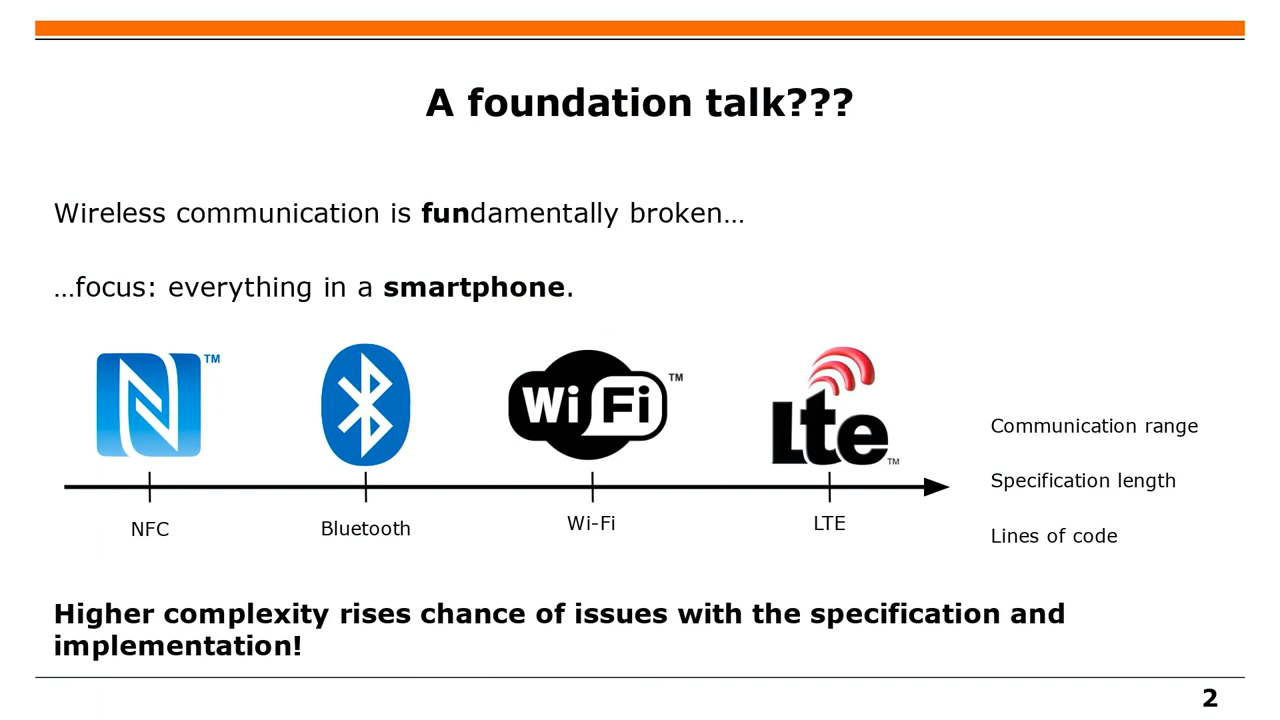 A foundation talk???
Wireless communication is fundamentally broken…
…focus: everything in a smartphone.
TM
Wi Fi TM
Lte TM
Communication range
Specification length
Lines of code
NFC
Bluetooth
Wi-Fi
LTE
Higher complexity rises chance of issues with the specification and
implementation!
2